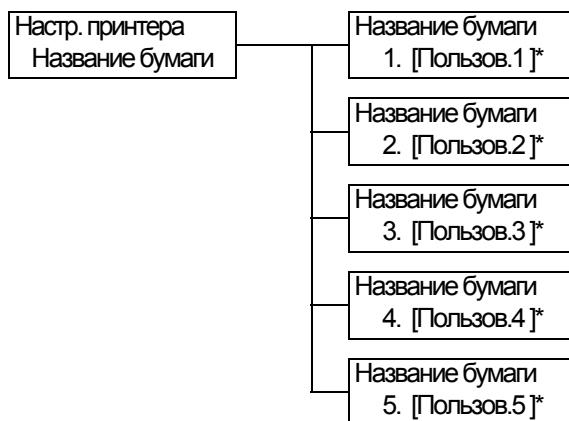 Настр. принтера
Название бумаги
Название бумаги
1. [Пользов.1 ]*
Название бумаги
2. [Пользов.2 ]*
Название бумаги
3. [Пользов.3 ]*
Название бумаги
4. [Пользов.4 ]*
Название бумаги
5. [Пользов.5 ]*